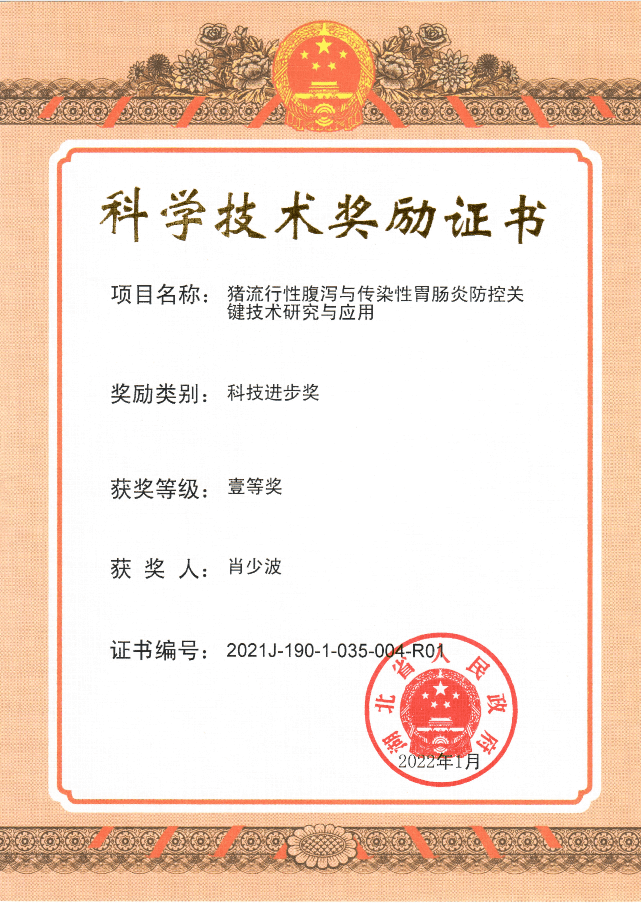 科学技术奖励证书
项目名称：猪流行性腹泻与传染性胃肠炎防控关
键技术研究与应用
奖励类别：科技进步奖
获奖等级：壹等奖
获 奖 人：肖少波
证书编号：2021J-190-1-035-004-R01
湖北省人民政府
2022年1月